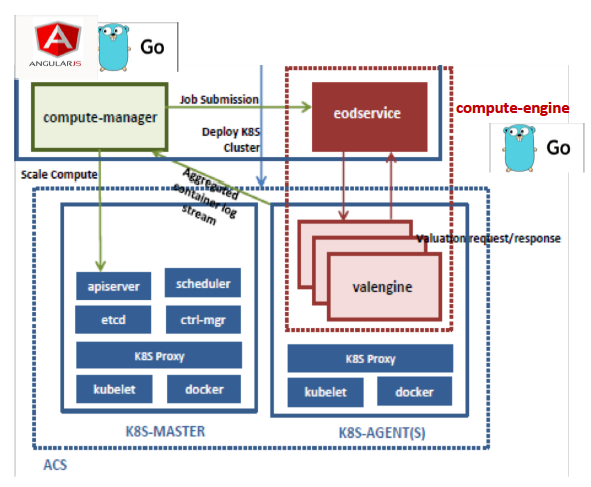 Go
ANGULARJS
compute-manager
Job Submission
eodservice
compute-engine
Deploy K8S
Cluster
Go
Scale Compute
Aggregated
container log
stream
Valuation request/response
valengine
apiserver
scheduler
etcd
ctrl-mgr
K8S Proxy
kubelet
docker
K8S Proxy
kubelet
docker
K8S-MASTER
K8S-AGENT(S)
ACS